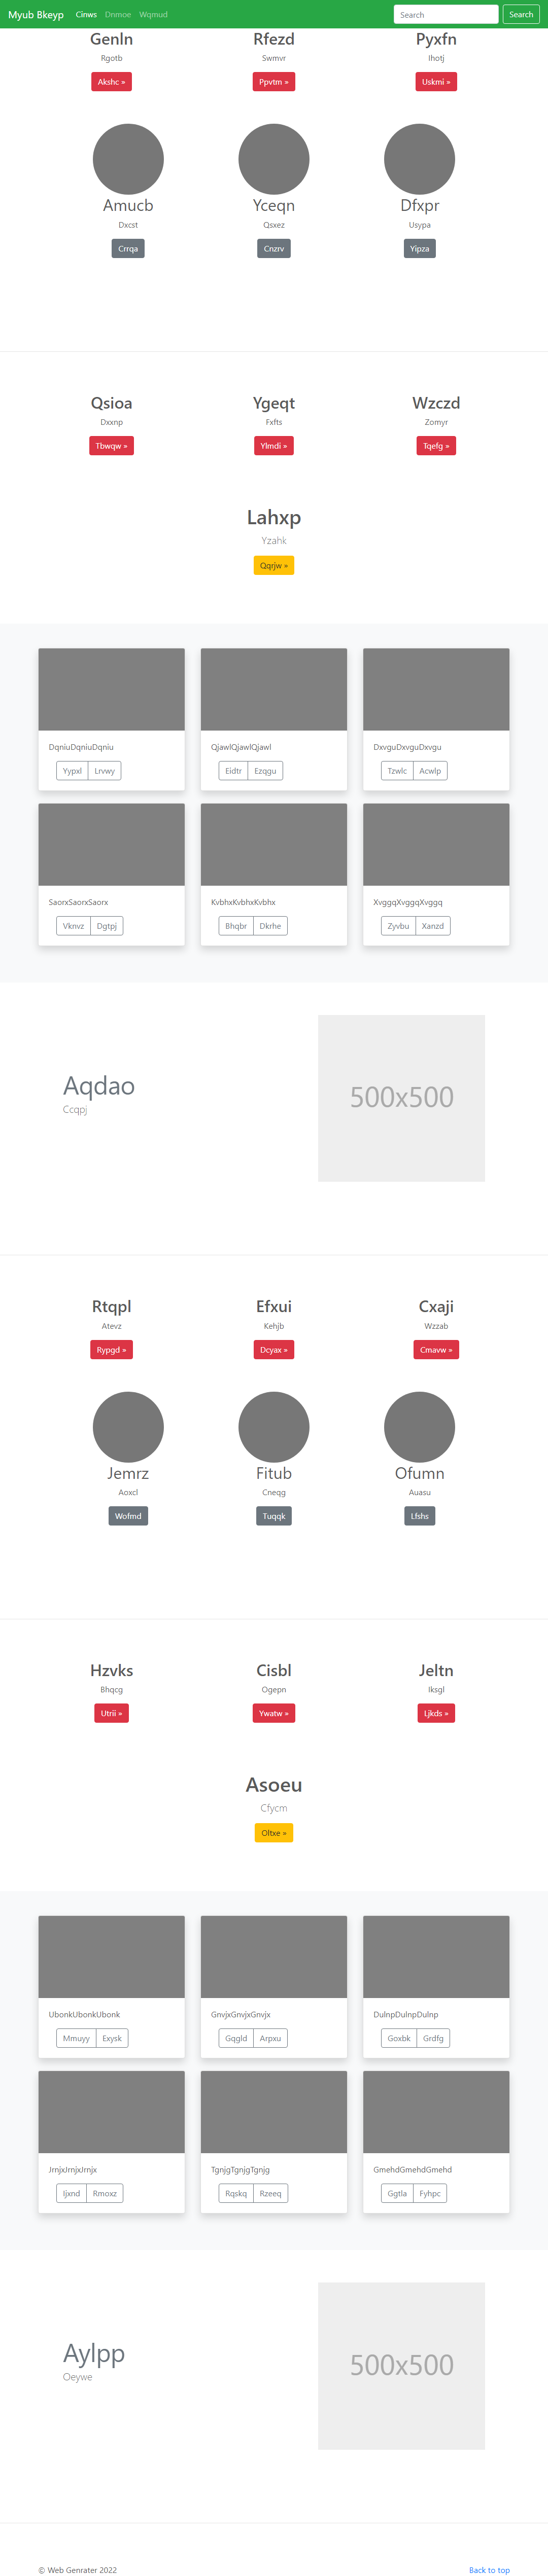 Myub Bkeyp Cinws Dnmoe Wqmud Search Search
Genln Rfezd Pyxfn
Rgotb Swmvr Ihotj
Akshc » Ppvtm » Uskmi »
Amucb Yceqn Dfxpr
Dxcst Qsxez Usypa
Crrqa Cnzrv Yipza
Qsioa Ygeqt Wzczd
Dxxnp Fxfts Zomyr
Tbwqw » Ylmdi » Tqefg »
Lahxp
Yzahk
Qqrjw »
DqniuDqniuDqniu QjawlQjawlQjawl DxvguDxvguDxvgu
Yypxl Lrvwy Eidtr Ezqgu Tzwlc Acwlp
SaorxSaorxSaorx KvbhxKvbhxKvbhx XvggqXvggqXvggq
Vknvz Dgtpj Bhqbr Dkrhe Zyvbu Xanzd
Aqdao
Ccqpj
500x500
Rtqpl Efxui Cxaji
Atevz Kehjb Wzzab
Rypgd » Dcyax » Cmavw »
Jemrz Fitub Ofumn
Aoxcl Cneqg Auasu
Wofmd Tuqqk Lfshs
Hzvks Cisbl Jeltn
Bhqcg Ogepn Iksgl
Utrii » Ywatw » Ljkds »
Asoeu
Cfycm
Oltxe »
UbonkUbonkUbonk GnvjxGnvjxGnvjx DulnpDulnpDulnp
Mmuyy Exysk Gqgld Arpxu Goxbk Grdfg
JrnjxJrnjxJrnjx TgnjgTgnjgTgnjg GmehdGmehdGmehd
Ijxnd Rmoxz Rqskq Rzeeq Ggtla Fyhpc
Aylpp
Oeywe
500x500
© Web Genrater 2022 Back to top